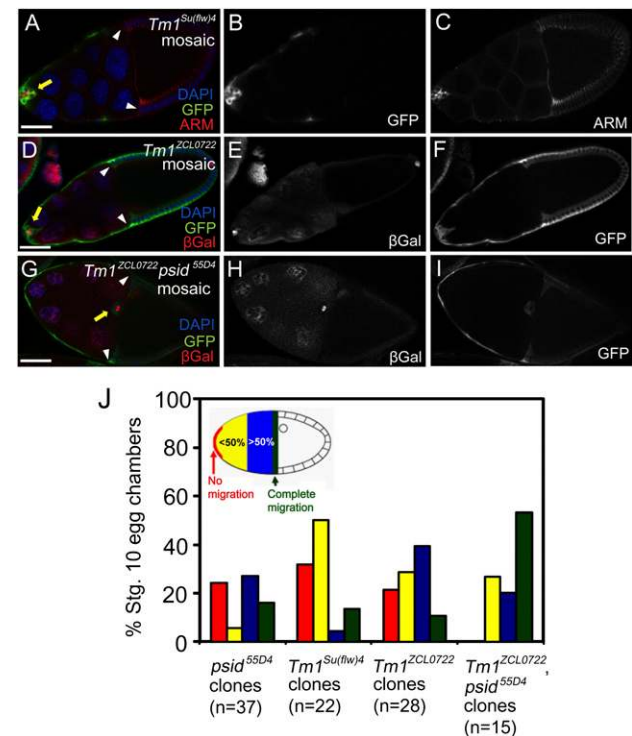 A
Tm1Su(flw)4
mosaic
DAPI
GFP
ARM
B
GFP
C
ARM
D
Tm1ZCL0722
mosaic
DAPI
GFP
βGal
E
βGal
F
GFP
G
Tm1ZCL0722psid55D4
mosaic
DAPI
GFP
βGal
H
βGal
I
GFP
J
% Stg. 10 egg chambers
100
80
60
40
20
0
<50%
>50%
No
migration
Complete
migration
psid55D4
clones
(n=37)
Tm1Su(flw)4
clones
(n=22)
Tm1ZCL0722
clones
(n=28)
Tm1ZCL0722,
psid55D4
clones
(n=15)